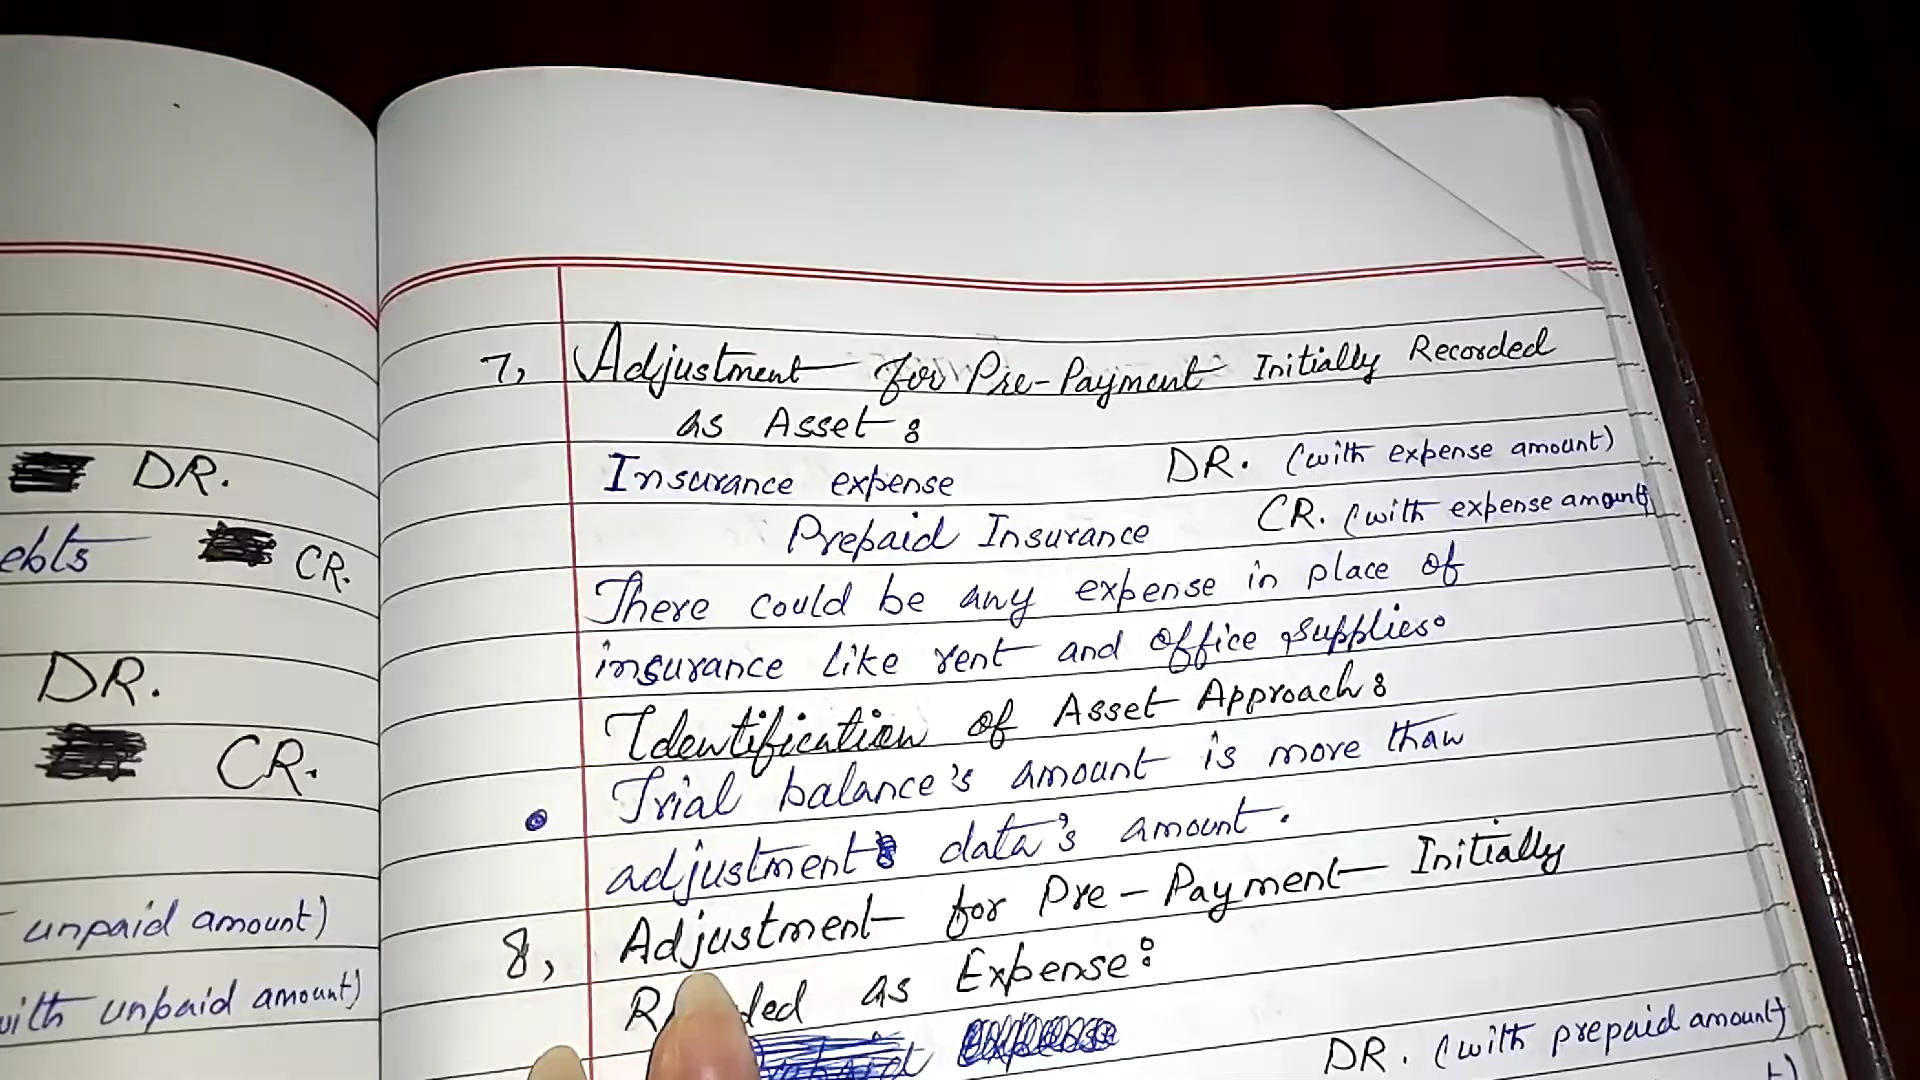 DR.
ebts CR.
DR.
CR.
unpaid amount)
with unpaid amount)
7, Adjustment for Pre-Payment Initially Recorded
as Asset :
Insurance expense DR. (with expense amount)
Prepaid Insurance CR. (with expense amount)
There could be any expense in place of
insurance like rent and office supplies.
Identification of Asset Approach :
• Trial balance's amount is more than
adjustment data's amount.
8, Adjustment for Pre-Payment Initially
as Expense:
DR. (with prepaid amount)